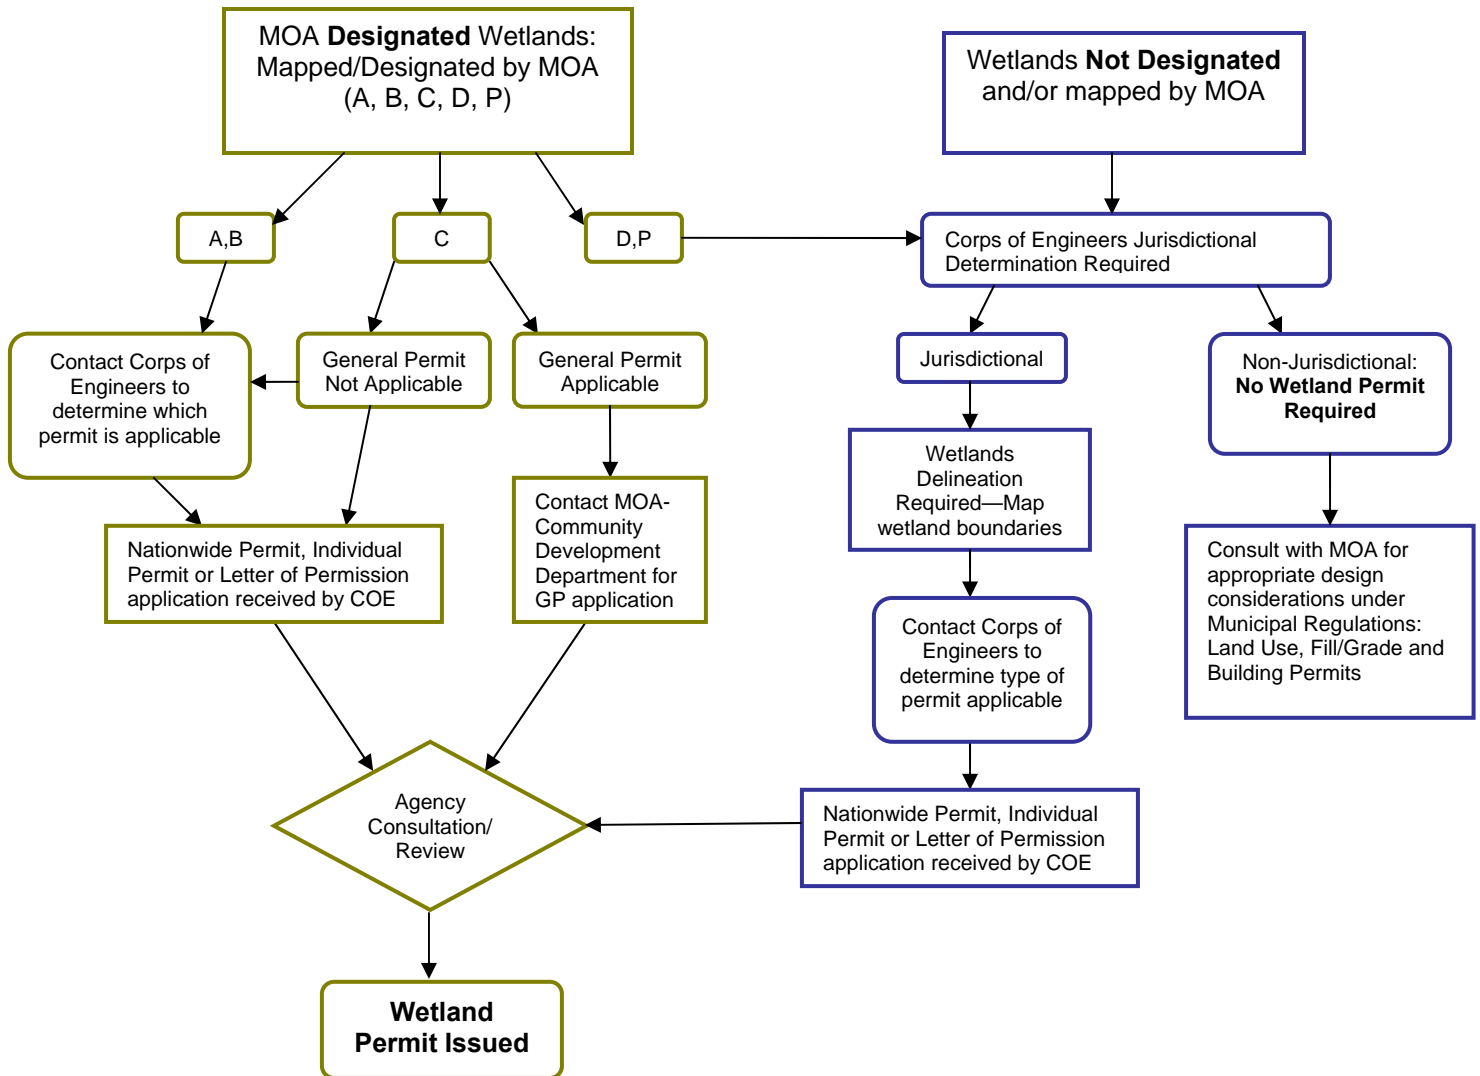 MOA Designated Wetlands:
Mapped/Designated by MOA
(A, B, C, D, P)
Wetlands Not Designated
and/or mapped by MOA
A,B
C
D,P
Corps of Engineers Jurisdictional
Determination Required
Contact Corps of
Engineers to
determine which
permit is applicable
General Permit
Not Applicable
General Permit
Applicable
Jurisdictional
Non-Jurisdictional:
No Wetland Permit
Required
Wetlands
Delineation
Required—Map
wetland boundaries
Nationwide Permit, Individual
Permit or Letter of Permission
application received by COE
Contact MOA-
Community
Development
Department for
GP application
Consult with MOA for
appropriate design
considerations under
Municipal Regulations:
Land Use, Fill/Grade and
Building Permits
Contact Corps of
Engineers to
determine type of
permit applicable
Agency
Consultation/
Review
Nationwide Permit, Individual
Permit or Letter of Permission
application received by COE
Wetland
Permit Issued